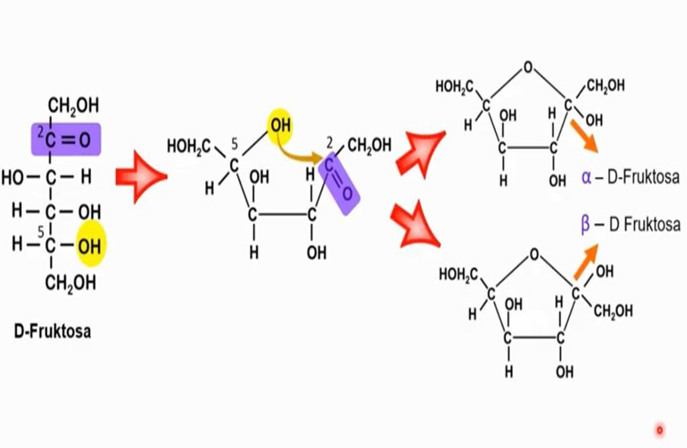 CH₂OH
2
C = O
HO — C — H
H — C — OH
5
H — C — OH
CH₂OH
D-Fruktosa
5
OH
2
HOH₂C
C
CH₂OH
C
H
OH
H
O
C
C
H
OH
O
HOH₂C
CH₂OH
C
C
OH
H
OH
H
C
C
H
OH
α – D-Fruktosa
β – D Fruktosa
O
HOH₂C
OH
C
C
CH₂OH
H
OH
H
C
C
H
OH